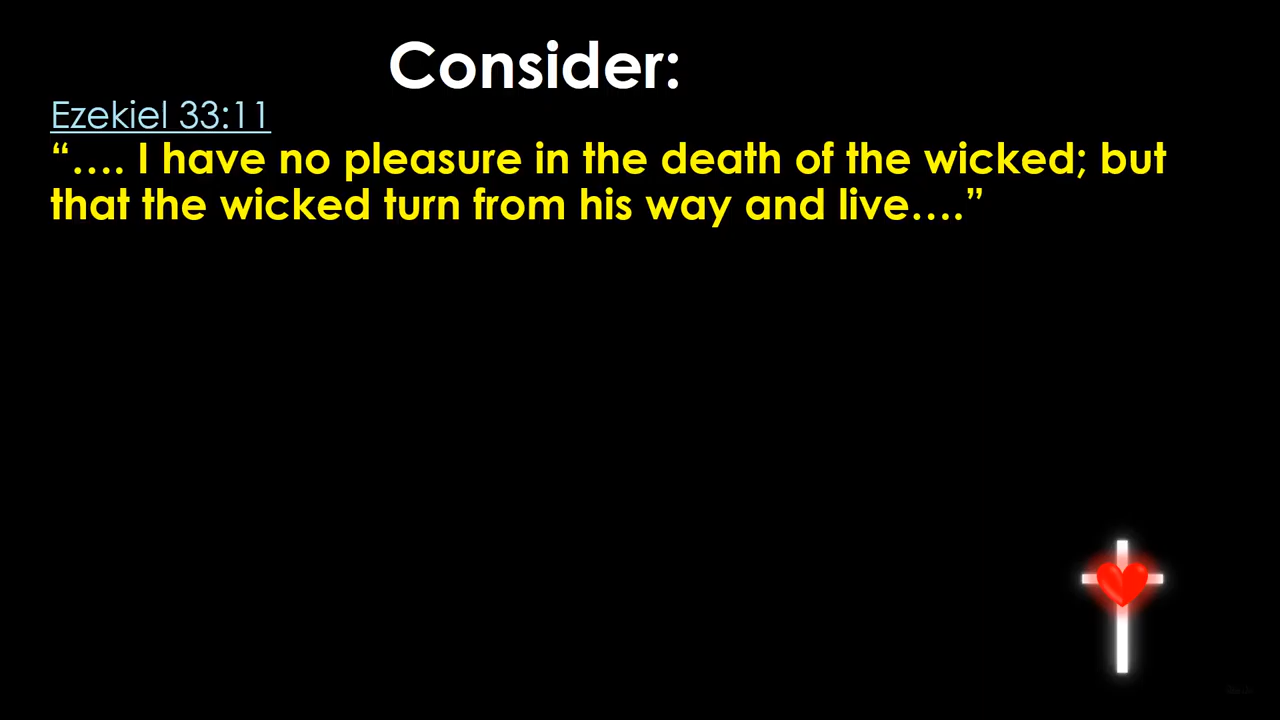 Consider:
Ezekiel 33:11
“.... I have no pleasure in the death of the wicked; but
that the wicked turn from his way and live....”